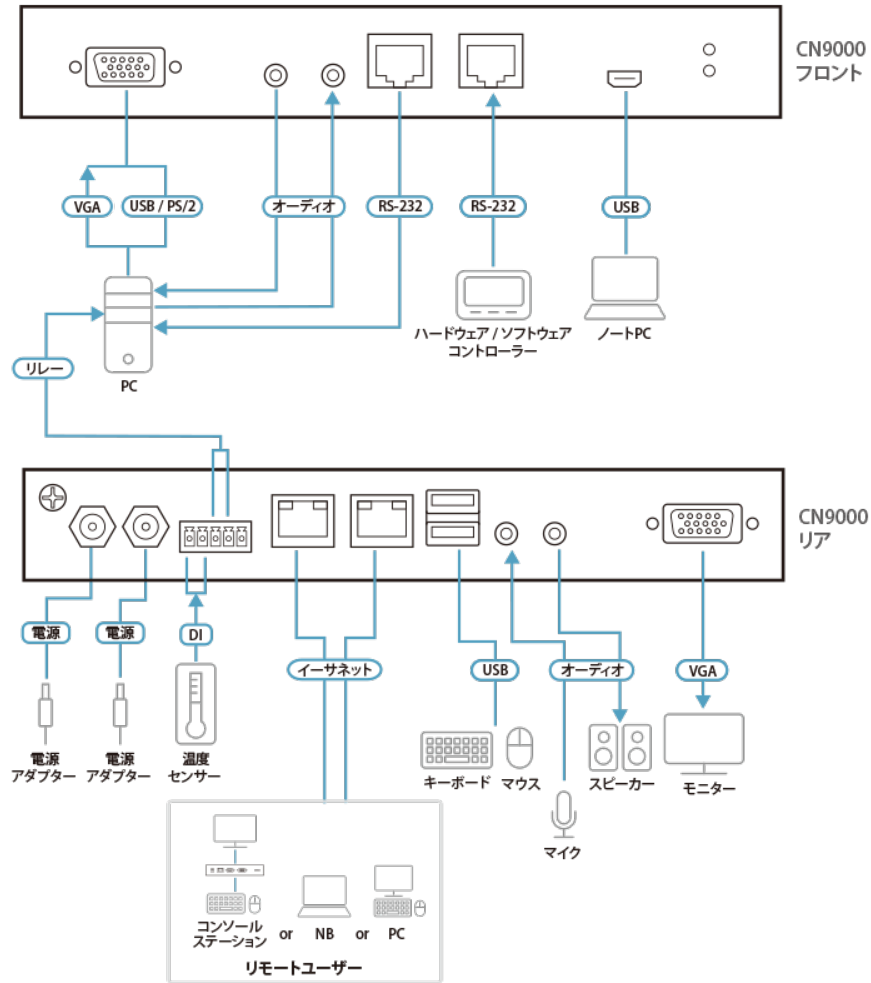 CN9000
フロント
VGA
USB / PS/2
オーディオ
RS-232
RS-232
USB
ハードウェア / ソフトウェア
コントローラー
ノートPC
リレー
PC
CN9000
リア
電源
電源
DI
イーサネット
USB
オーディオ
VGA
電源
アダプター
電源
アダプター
温度
センサー
キーボード
マウス
スピーカー
モニター
マイク
コンソール
ステーション
or
NB
or
PC
リモートユーザー